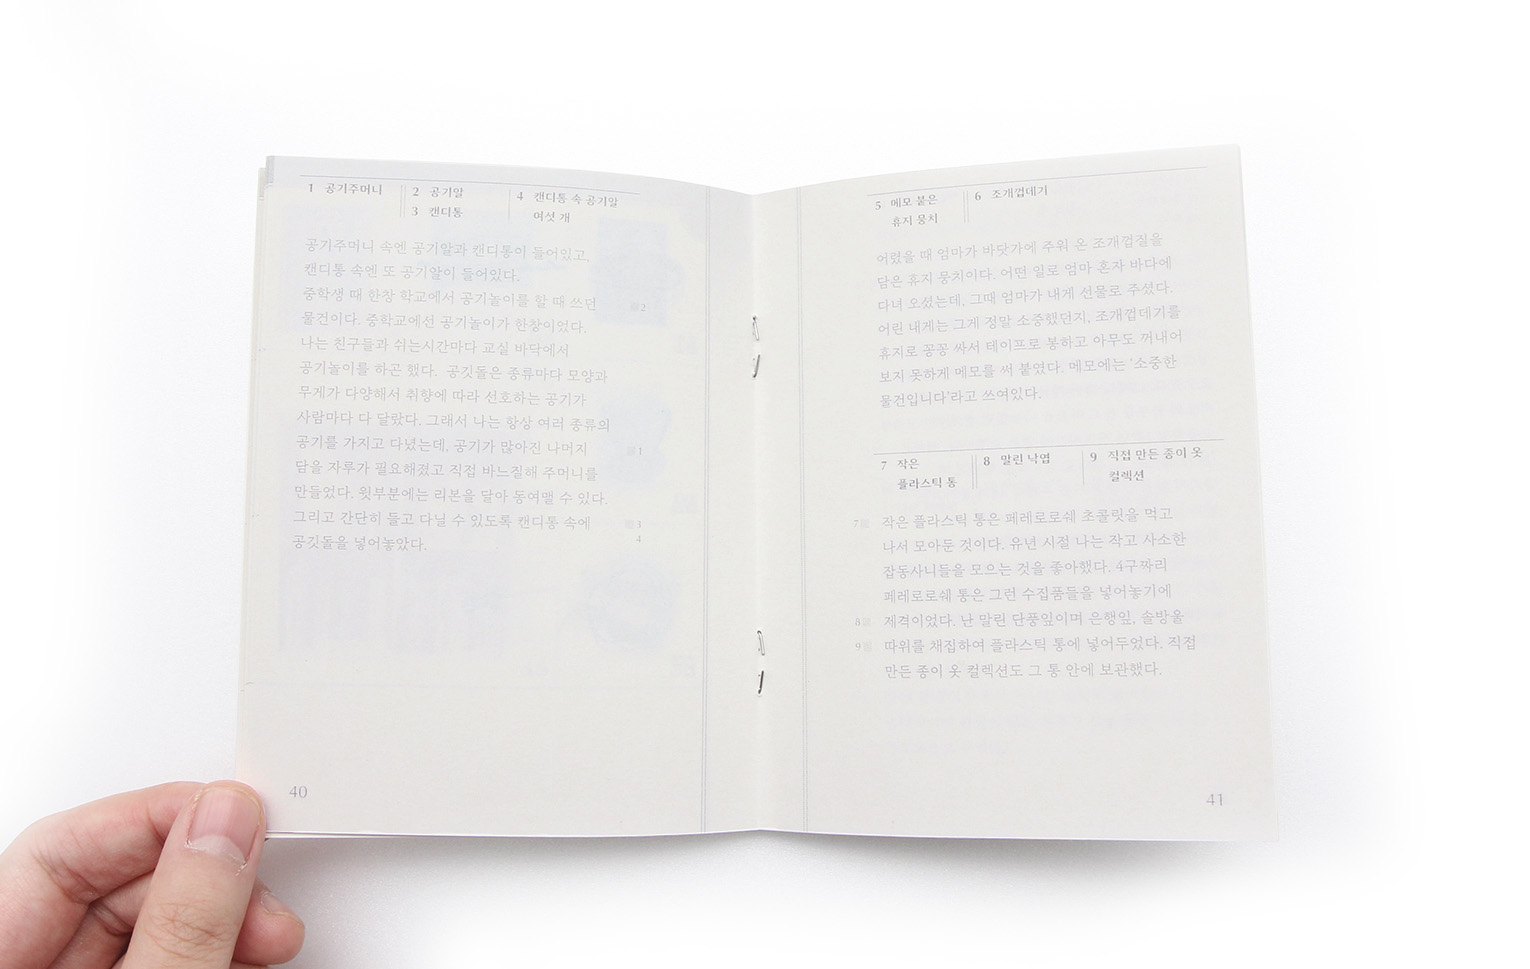 1 공기주머니
2 공기알
3 캔디통
4 캔디통 속 공기알
여섯 개
공기주머니 속엔 공기알과 캔디통이 들어있고,
캔디통 속엔 또 공기알이 들어있다.
중학생 때 한창 학교에서 공기놀이를 할 때 쓰던
2
물건이다. 중학교에선 공기놀이가 한창이었다.
나는 친구들과 쉬는시간마다 교실 바닥에서
공기놀이를 하곤 했다. 공깃돌은 종류마다 모양과
무게가 다양해서 취향에 따라 선호하는 공기가
사람마다 다 달랐다. 그래서 나는 항상 여러 종류의
공기를 가지고 다녔는데, 공기가 많아진 나머지
1
담을 자루가 필요해졌고 직접 바느질해 주머니를
만들었다. 윗부분에는 리본을 달아 동여맬 수 있다.
그리고 간단히 들고 다닐 수 있도록 캔디통 속에
3
공깃돌을 넣어놓았다.
4
40
5 메모 붙은
휴지 뭉치
6 조개껍데기
어렸을 때 엄마가 바닷가에 주워 온 조개껍질을
담은 휴지 뭉치이다. 어떤 일로 엄마 혼자 바다에
다녀 오셨는데, 그때 엄마가 내게 선물로 주셨다.
어린 내게는 그게 정말 소중했던지, 조개껍데기를
휴지로 꽁꽁 싸서 테이프로 봉하고 아무도 꺼내어
보지 못하게 메모를 써 붙였다. 메모에는 '소중한
물건입니다'라고 쓰여있다.
7 작은
플라스틱 통
8 말린 낙엽
9 직접 만든 종이 옷
컬렉션
7 작은 플라스틱 통은 페레로로쉐 초콜릿을 먹고
나서 모아둔 것이다. 유년 시절 나는 작고 사소한
잡동사니들을 모으는 것을 좋아했다. 4구짜리
페레로로쉐 통은 그런 수집품들을 넣어놓기에
8 제격이었다. 난 말린 단풍잎이며 은행잎, 솔방울
9 따위를 채집하여 플라스틱 통에 넣어두었다. 직접
만든 종이 옷 컬렉션도 그 통 안에 보관했다.
41